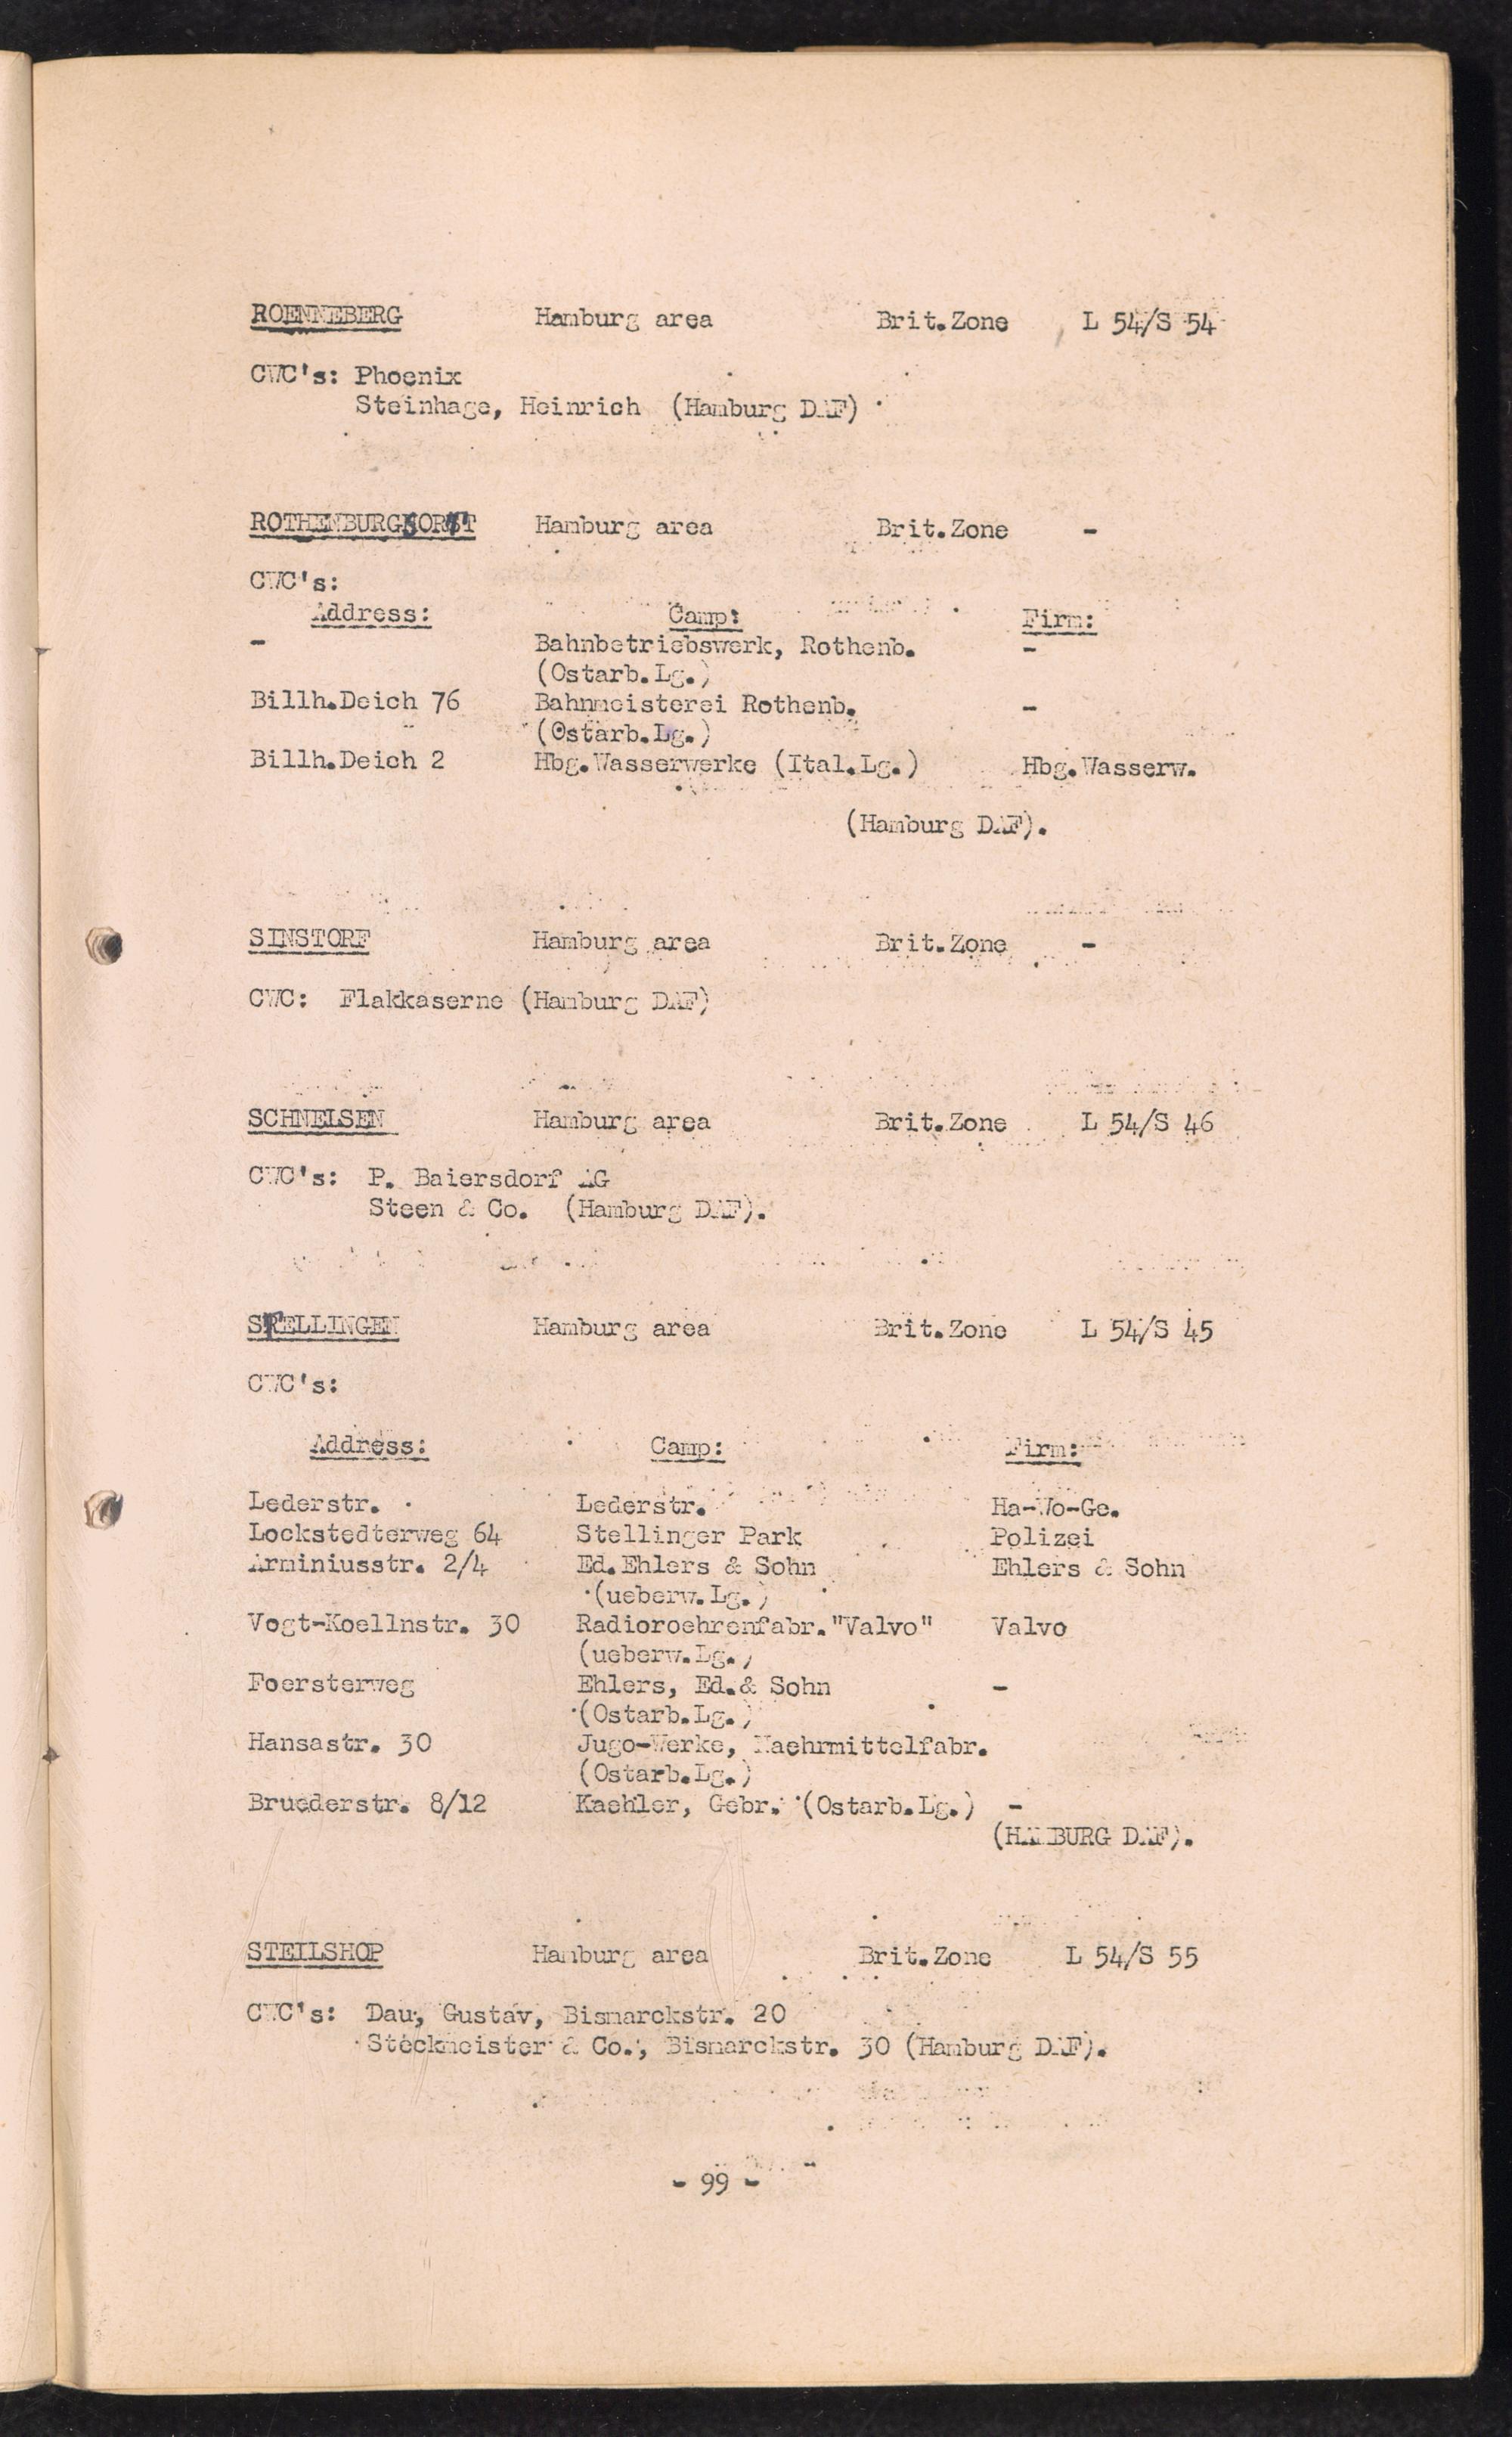 ROENNEBERG Hamburg area Brit.Zone L 54/S 54
CWC's: Phoenix
Steinhage, Heinrich (Hamburg DAF)
ROTHENBURGSORT Hamburg area Brit.Zone -
CWC's:
Address: Camp: Firm:
- Bahnbetriebswerk, Rothenb. -
(Ostarb.Lg.)
Billh.Deich 76 Bahnmeisterei Rothenb. -
(Ostarb.Lg.)
Billh.Deich 2 Hbg.Wasserwerke (Ital.Lg.) Hbg.Wasserw.
(Hamburg DAF).
SINSTORF Hamburg area Brit.Zone -
CWC: Flakkaserne (Hamburg DAF)
SCHNELSEN Hamburg area Brit.Zone L 54/S 46
CWC's: P. Baiersdorf AG
Steen & Co. (Hamburg DAF).
STELLINGEN Hamburg area Brit.Zone L 54/S 45
CWC's:
Address: Camp: Firm:
Lederstr. Lederstr. Ha-Wo-Ge.
Lockstedterweg 64 Stellinger Park Polizei
Arminiusstr. 2/4 Ed.Ehlers & Sohn Ehlers & Sohn
(ueberw.Lg.)
Vogt-Koellnstr. 30 Radioroehrenfabr."Valvo" Valvo
(ueberw.Lg.)
Foersterweg Ehlers, Ed.& Sohn -
(Ostarb.Lg.)
Hansastr. 30 Jugo-Werke, Naehrmittelfabr.
(Ostarb.Lg.)
Bruederstr. 8/12 Kaehler, Gebr. (Ostarb.Lg.) -
(HAMBURG DAF).
STEILSHOP Hamburg area Brit.Zone L 54/S 55
CWC's: Dau, Gustav, Bismarckstr. 20
Steckmeister & Co., Bismarckstr. 30 (Hamburg DAF).
- 99 -